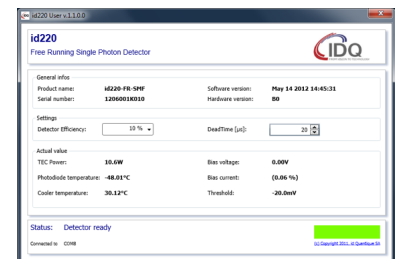 id220 User v.1.1.0.0
id220
Free Running Single Photon Detector
IDQ
General infos
Product name: id220-FR-SMF Software version: May 14 2012 14:45:31
Serial number: 1206001K010 Hardware version: B0
Settings
Detector Efficiency: 10 % DeadTime [µs]: 20
Actual value
TEC Power: 10.6W Bias voltage: 0.00V
Photodiode temperature: -48.01°C Bias current: (0.06 %)
Cooler temperature: 30.12°C Threshold: -20.0mV
Status: Detector ready
Connected to COM8
(c) Copyright 2011, id Quantique SA